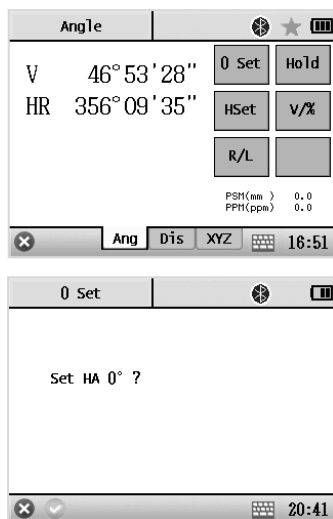 Angle
V 46°53'28"
HR 356°09'35"
0 Set Hold
HSet V/%
R/L
PSM(mm ) 0.0
PPM(ppm) 0.0
Ang Dis XYZ 16:51
0 Set
Set HA 0° ?
20:41